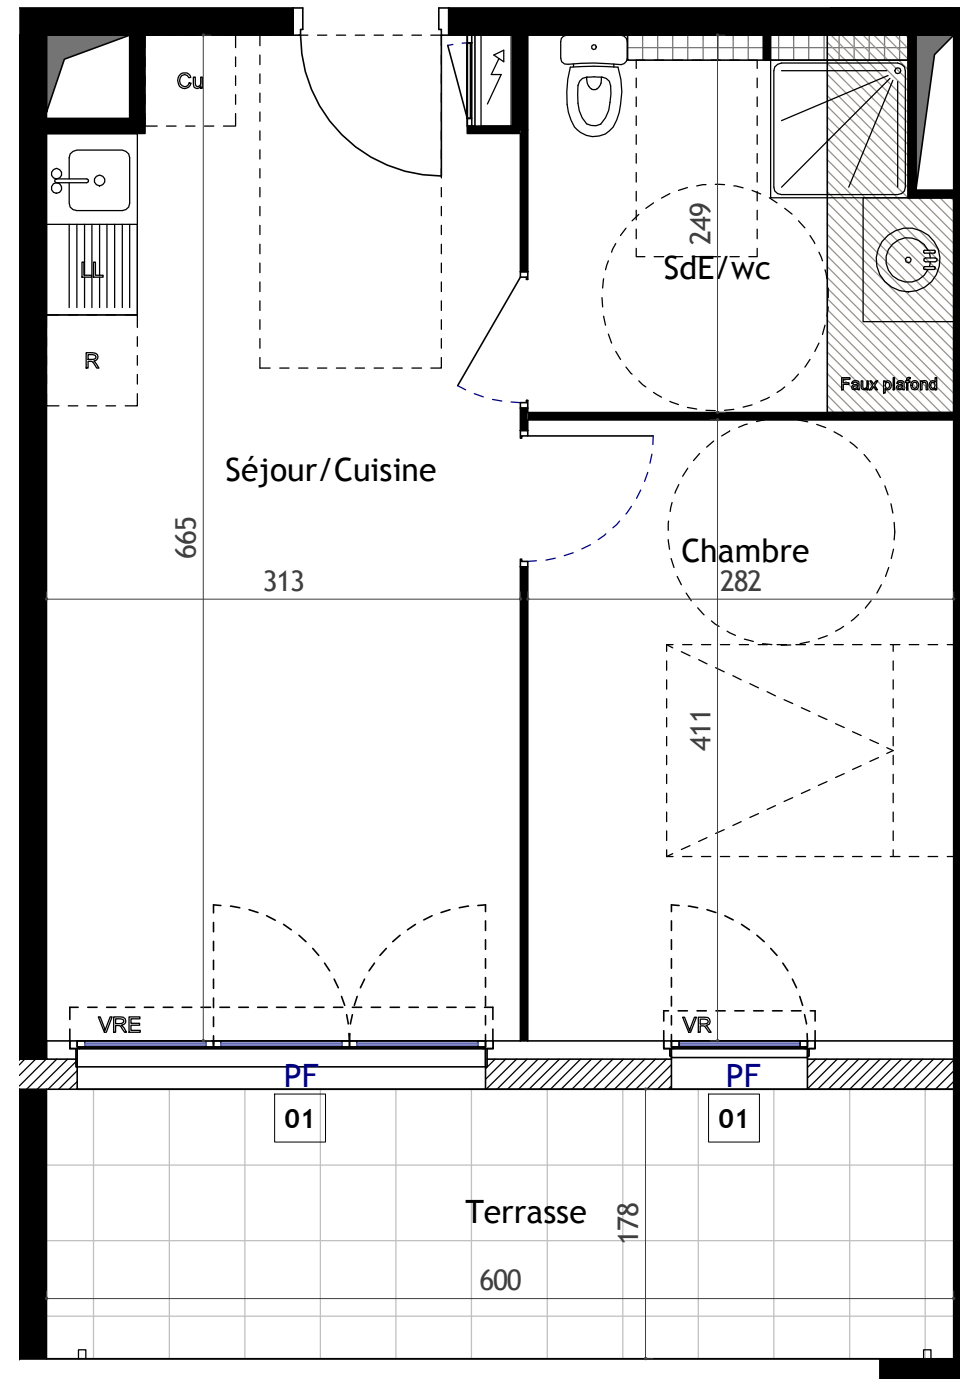 Cu
LL
R
249
SdE/wc
Faux plafond
Séjour/Cuisine
665
313
Chambre
282
411
VRE
VR
PF
PF
01
01
Terrasse
178
600